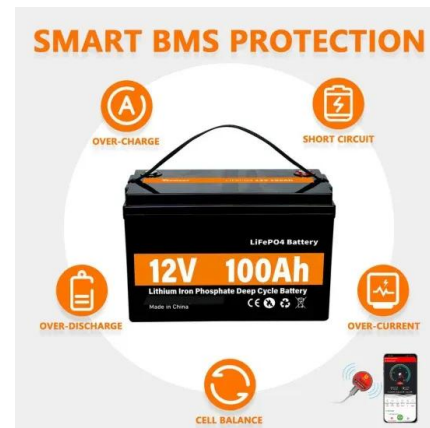 SMART BMS PROTECTION
OVER-CHARGE
SHORT CIRCUIT
LiFePO4 Battery
12V 100Ah
Lithium Iron Phosphate Deep Cycle Battery
Made in China
CE
OVER-DISCHARGE
OVER-CURRENT
CELL BALANCE